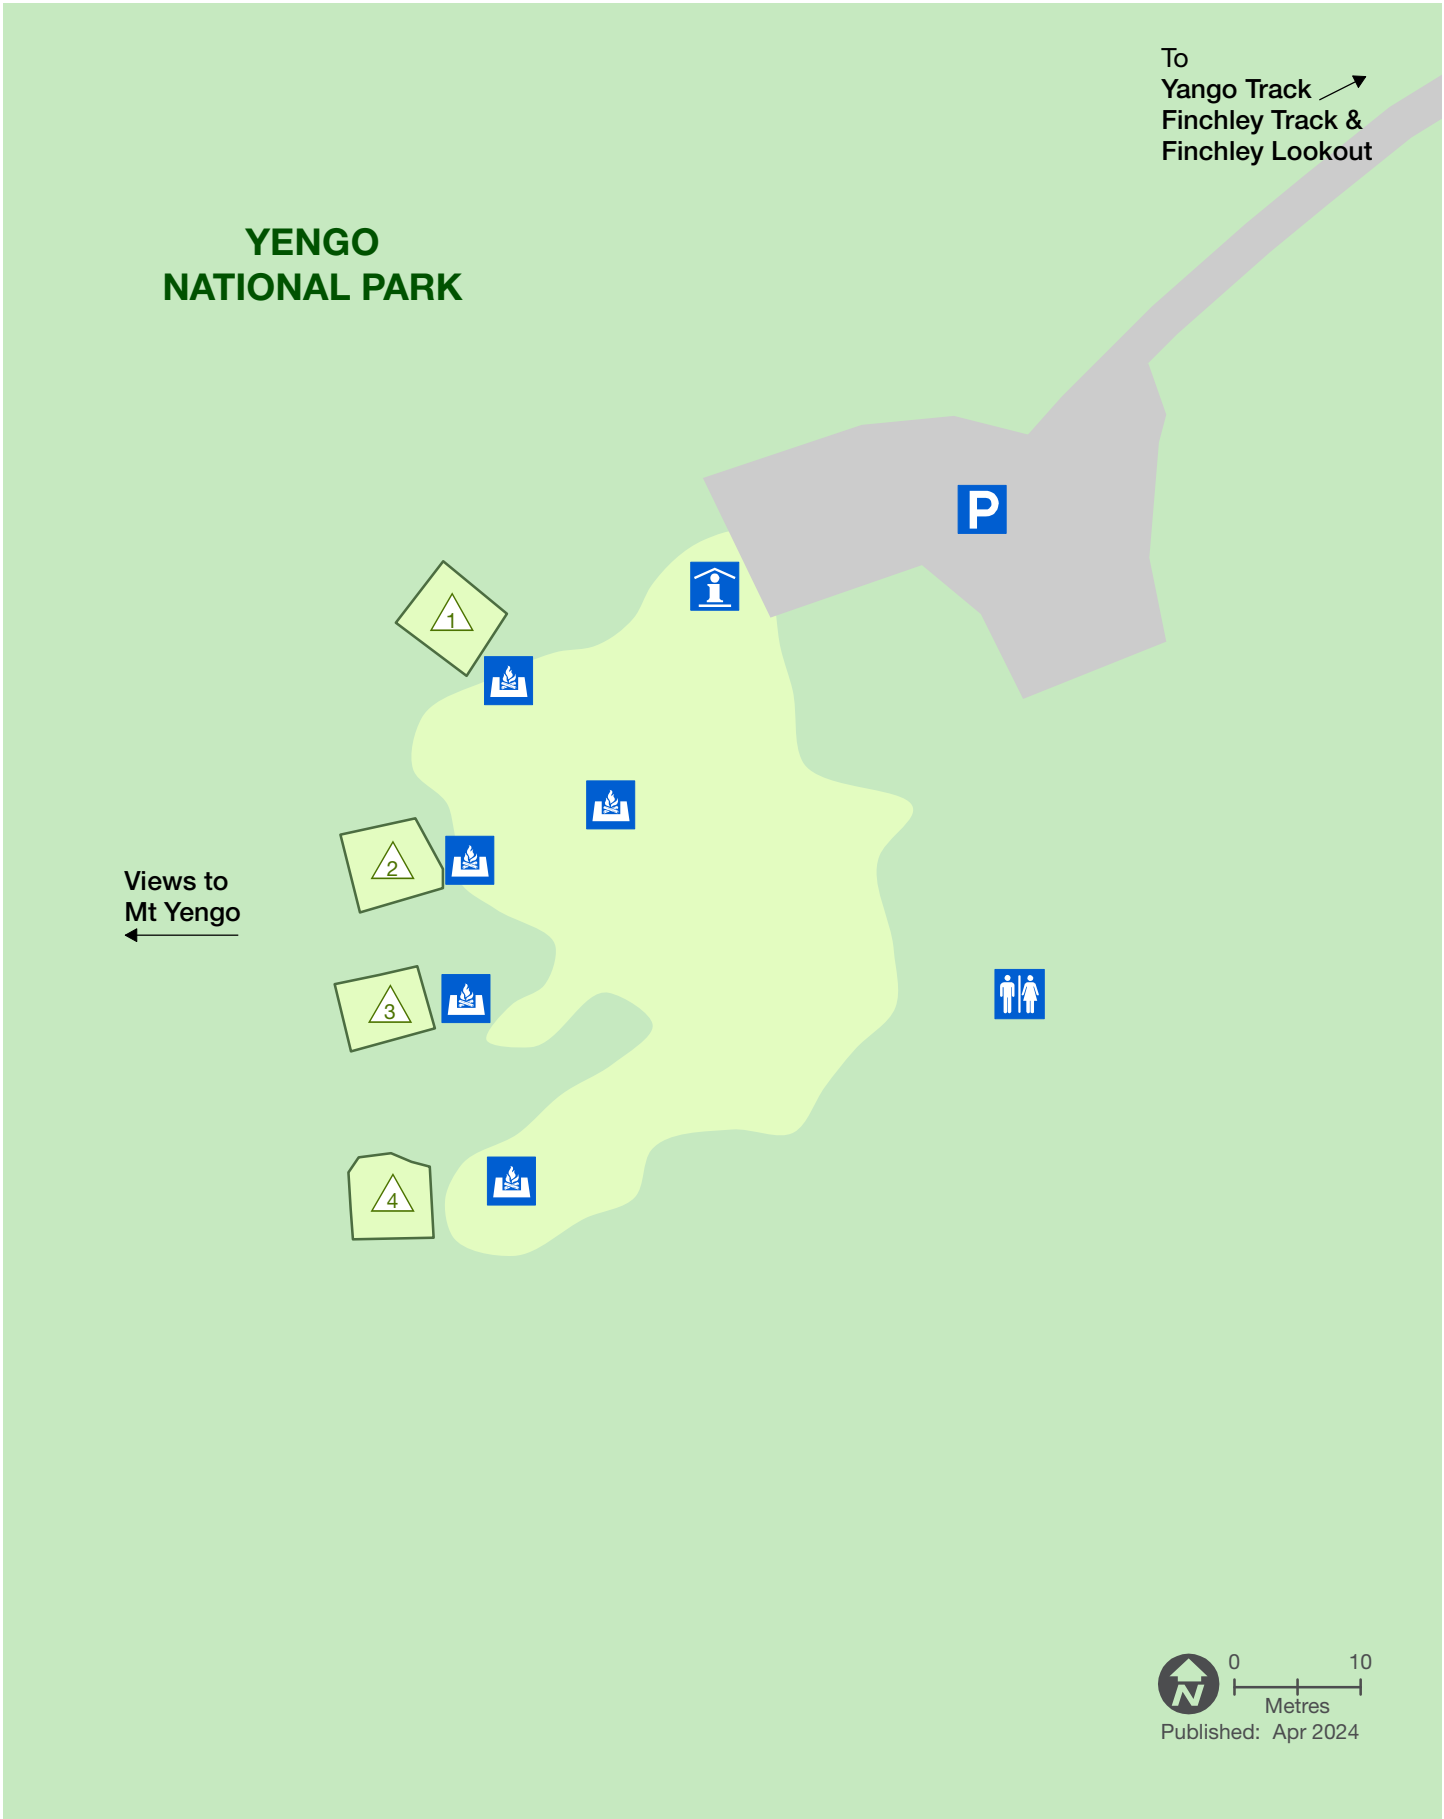 To
Yango Track
Finchley Track &
Finchley Lookout
YENGO
NATIONAL PARK
P
1
2
Views to
Mt Yengo
3
4
N
0 10
Metres
Published: Apr 2024